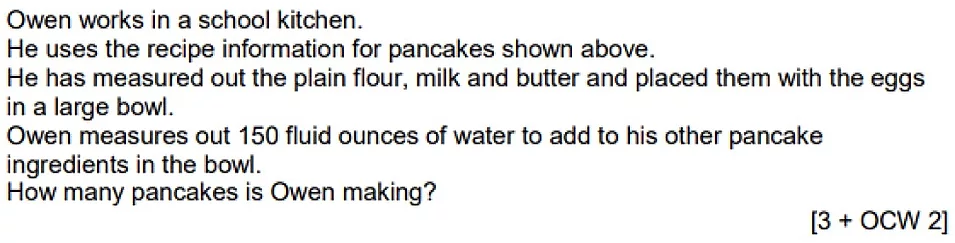 Owen works in a school kitchen.
He uses the recipe information for pancakes shown above.
He has measured out the plain flour, milk and butter and placed them with the eggs
in a large bowl.
Owen measures out 150 fluid ounces of water to add to his other pancake
ingredients in the bowl.
How many pancakes is Owen making?
[3 + OCW 2]